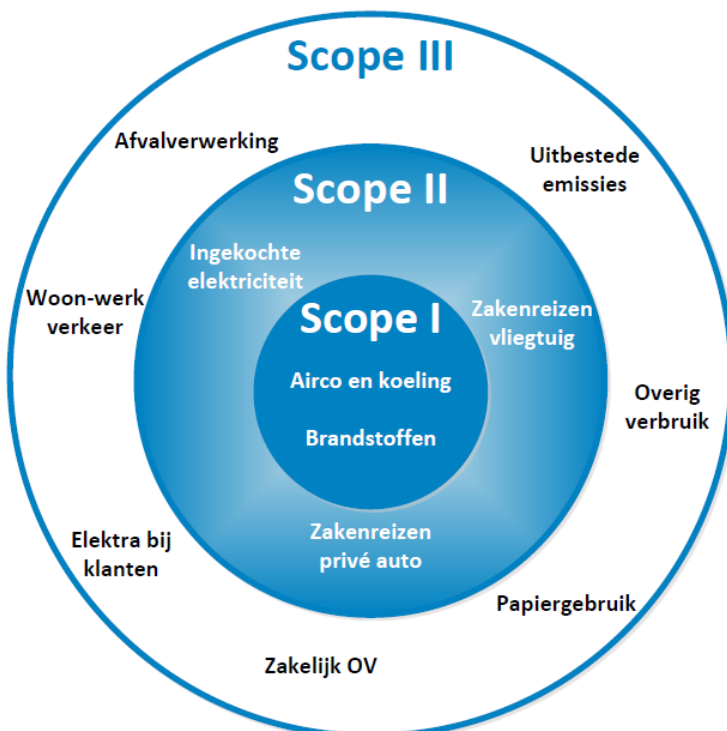 Scope III
Afvalverwerking
Uitbestede
emissies
Scope II
Ingekochte
elektriciteit
Woon-werk
verkeer
Scope I
Zakenreizen
vliegtuig
Airco en koeling
Brandstoffen
Overig
verbruik
Zakenreizen
privé auto
Elektra bij
klanten
Papiergebruik
Zakelijk OV